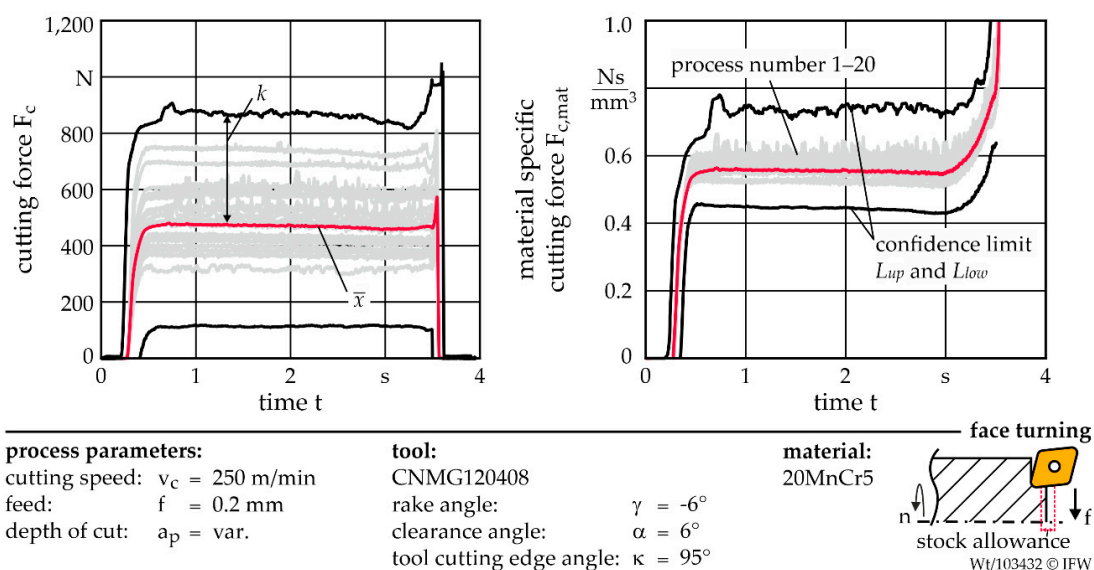 1,200
N
800
600
400
200
0
cutting force Fc
k
x̅
0 1 2 s 4
time t
1.0
Ns
mm³
0.6
0.4
0.2
0
material specific
cutting force Fc,mat
process number 1–20
confidence limit
Lup and Llow
0 1 2 s 4
time t
face turning
process parameters:
cutting speed: vc = 250 m/min
feed: f = 0.2 mm
depth of cut: ap = var.
tool:
CNMG120408
rake angle: γ = -6°
clearance angle: α = 6°
tool cutting edge angle: κ = 95°
material:
20MnCr5
n
f
stock allowance
Wt/103432 © IFW